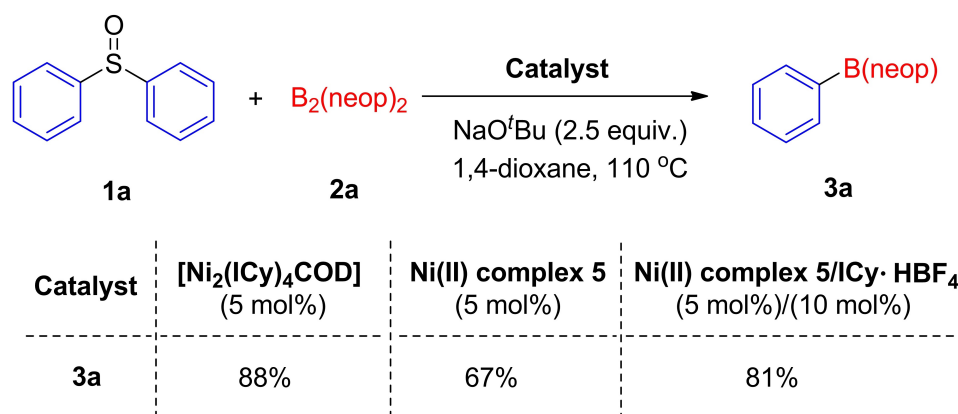 O
S
+
B₂(neop)₂
Catalyst
NaOᵗBu (2.5 equiv.)
1,4-dioxane, 110 ᵒC
B(neop)
1a
2a
3a
Catalyst
[Ni₂(ICy)₄COD]
(5 mol%)
Ni(II) complex 5
(5 mol%)
Ni(II) complex 5/ICy· HBF₄
(5 mol%)/(10 mol%)
3a
88%
67%
81%